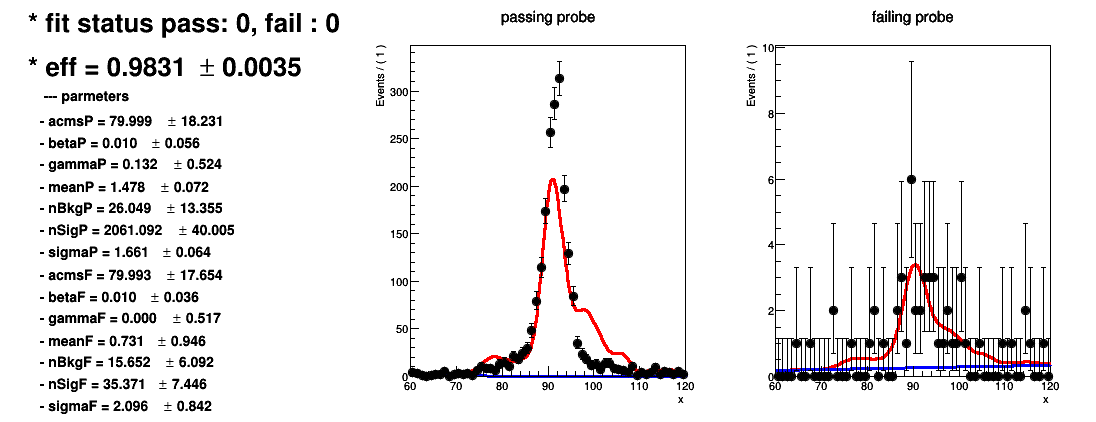 * fit status pass: 0, fail : 0
* eff = 0.9831 ± 0.0035
--- parmeters
- acmsP = 79.999 ± 18.231
- betaP = 0.010 ± 0.056
- gammaP = 0.132 ± 0.524
- meanP = 1.478 ± 0.072
- nBkgP = 26.049 ± 13.355
- nSigP = 2061.092 ± 40.005
- sigmaP = 1.661 ± 0.064
- acmsF = 79.993 ± 17.654
- betaF = 0.010 ± 0.036
- gammaF = 0.000 ± 0.517
- meanF = 0.731 ± 0.946
- nBkgF = 15.652 ± 6.092
- nSigF = 35.371 ± 7.446
- sigmaF = 2.096 ± 0.842
passing probe
Events / ( 1 )
300
250
200
150
100
50
0
60 70 80 90 100 110 120
x
failing probe
Events / ( 1 )
10
8
6
4
2
0
60 70 80 90 100 110 120
x